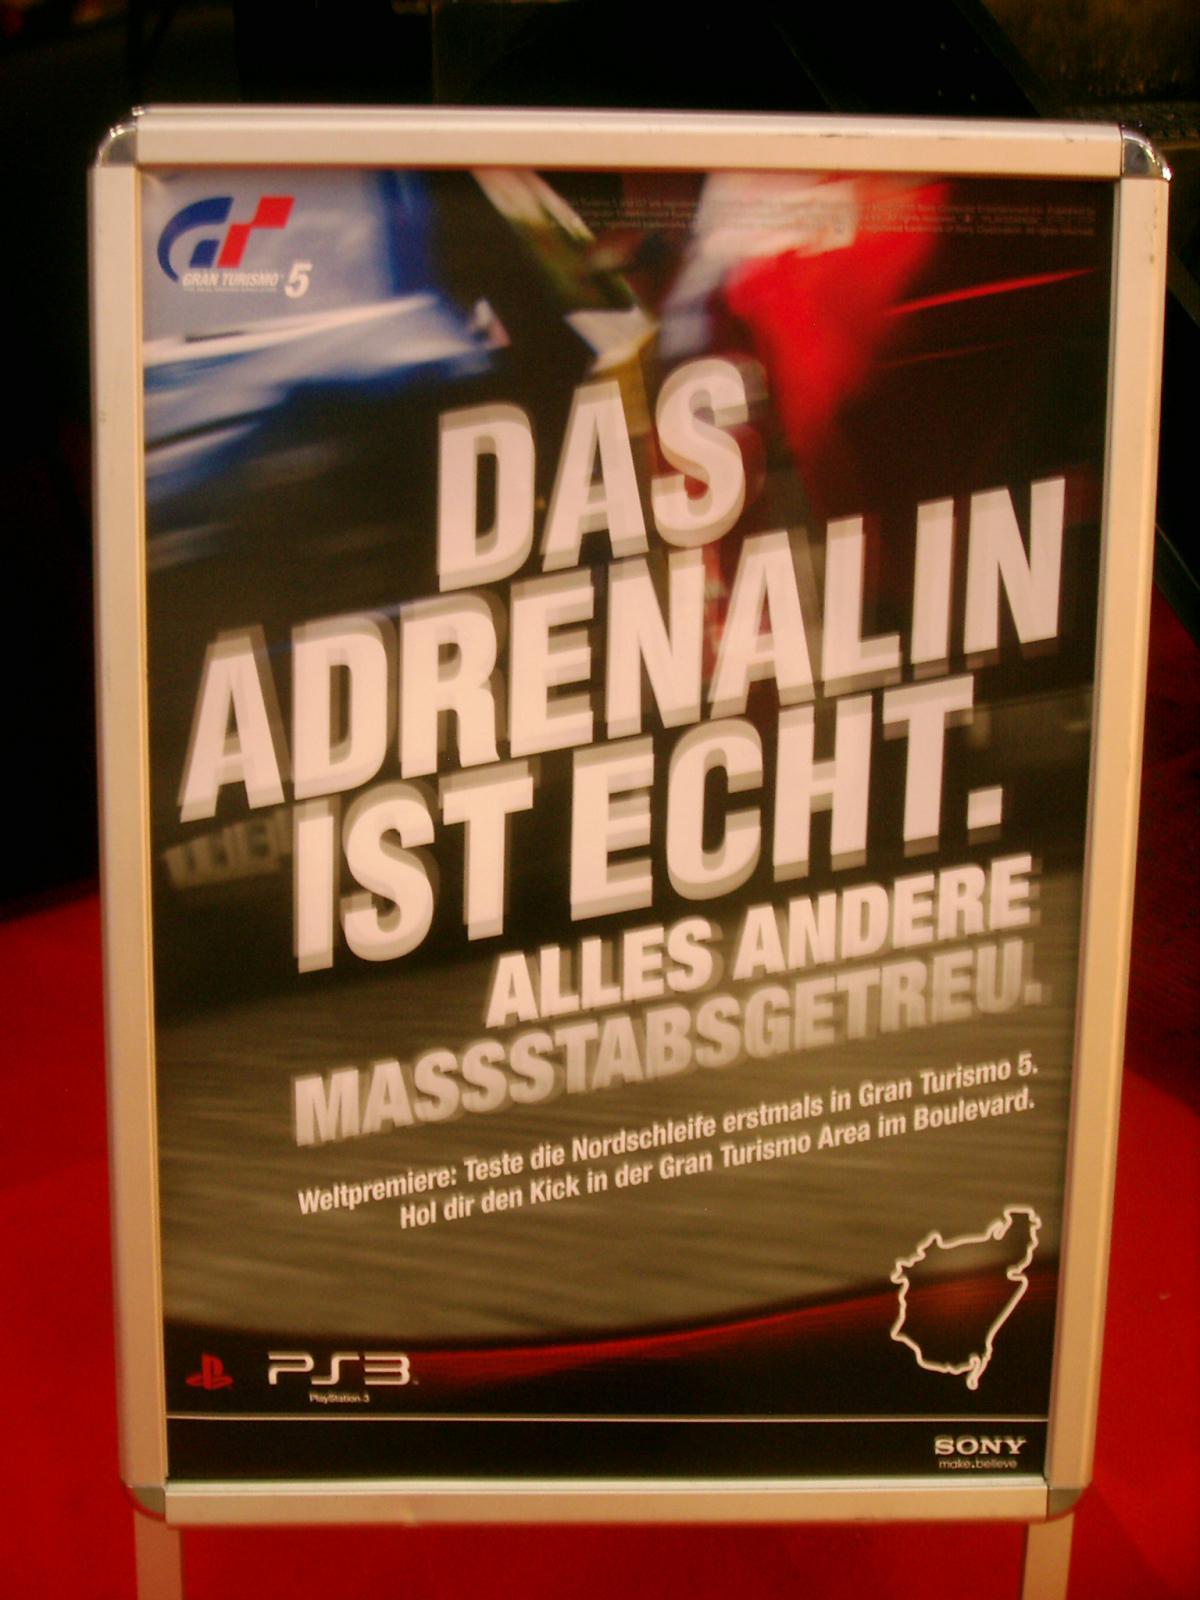 GRAN TURISMO 5
DAS
ADRENALIN
IST ECHT.
ALLES ANDERE
MASSSTABSGETREU.
Weltpremiere: Teste die Nordschleife erstmals in Gran Turismo 5.
Hol dir den Kick in der Gran Turismo Area im Boulevard.
PS3
PlayStation 3
SONY
make.believe